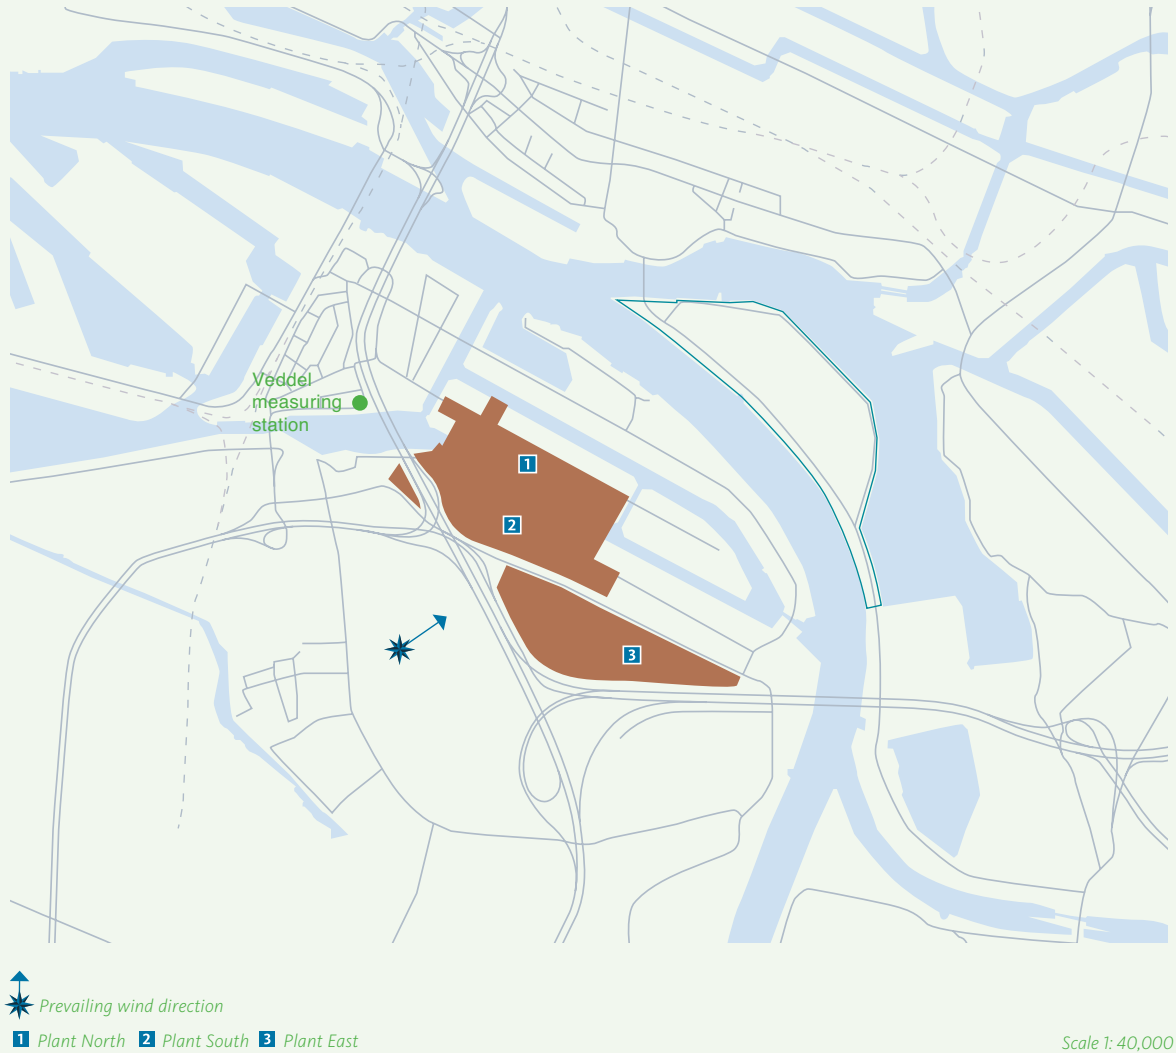 Veddel
measuring
station
1
2
3
Prevailing wind direction
1 Plant North 2 Plant South 3 Plant East
Scale 1: 40,000